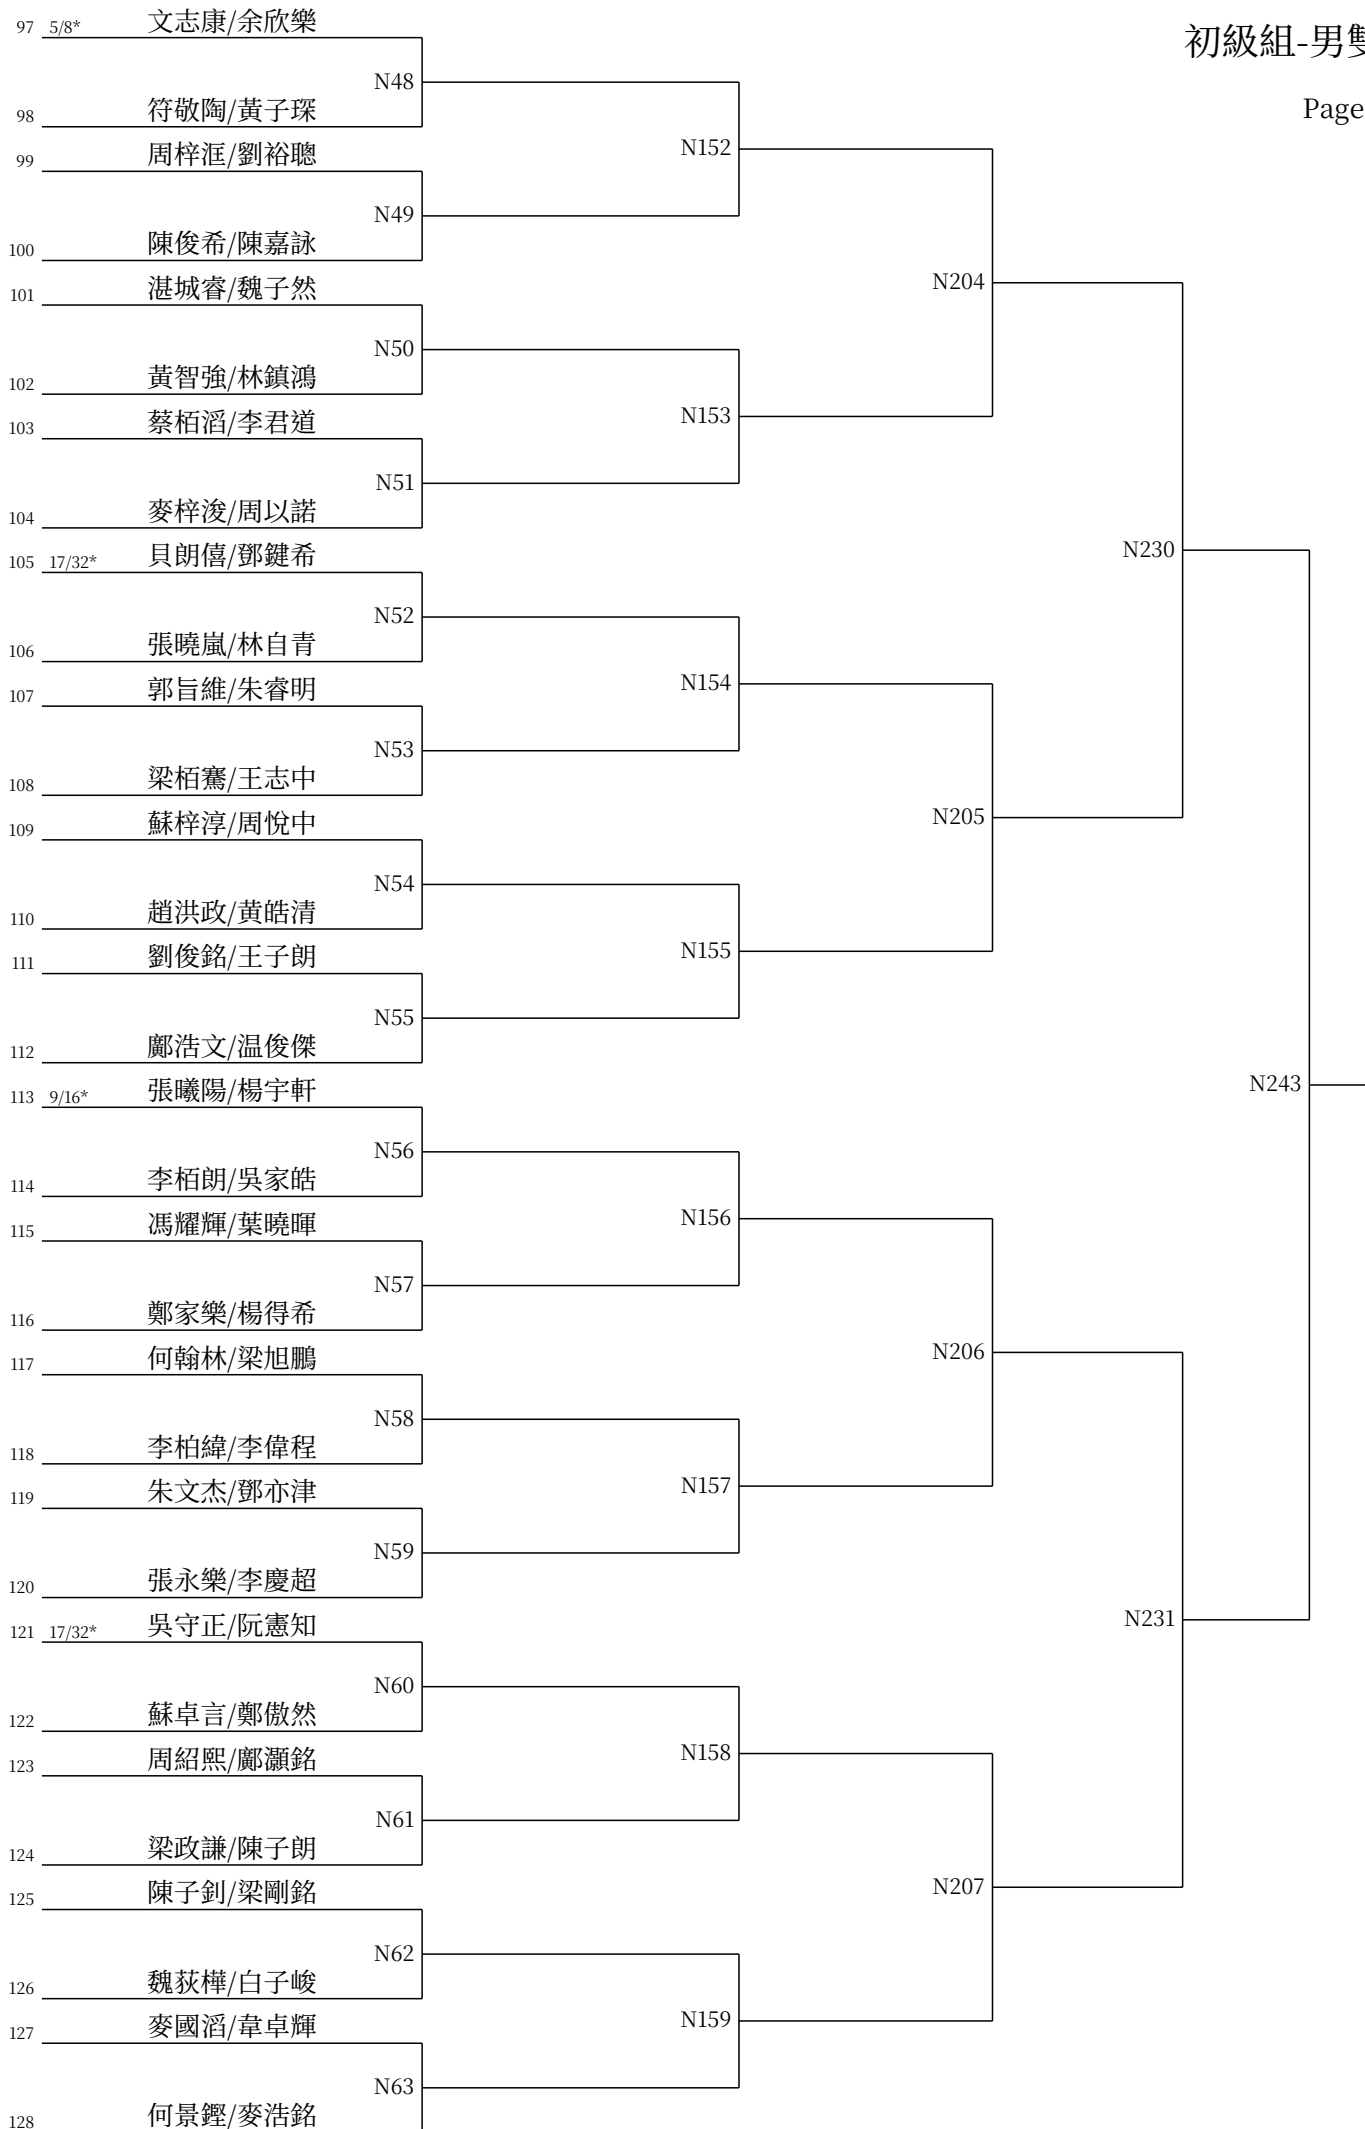 初級組-男雙
Page
97 5/8* 文志康/余欣樂
N48
98 符敬陶/黃子琛
N152
99 周梓洭/劉裕聰
N49
100 陳俊希/陳嘉詠
N204
101 湛城睿/魏子然
N50
102 黃智強/林鎮鴻
N153
103 蔡栢滔/李君道
N51
104 麥梓浚/周以諾
N230
105 17/32* 貝朗僖/鄧鍵希
N52
106 張曉嵐/林自青
N154
107 郭旨維/朱睿明
N53
108 梁栢騫/王志中
N205
109 蘇梓淳/周悅中
N54
110 趙洪政/黄皓清
N155
111 劉俊銘/王子朗
N55
112 鄺浩文/温俊傑
N243
113 9/16* 張曦陽/楊宇軒
N56
114 李栢朗/吳家皓
N156
115 馮耀輝/葉曉暉
N57
116 鄭家樂/楊得希
N206
117 何翰林/梁旭鵬
N58
118 李柏緯/李偉程
N157
119 朱文杰/鄧亦津
N59
120 張永樂/李慶超
N231
121 17/32* 吳守正/阮憲知
N60
122 蘇卓言/鄭傲然
N158
123 周紹熙/鄺灝銘
N61
124 梁政謙/陳子朗
N207
125 陳子釗/梁剛銘
N62
126 魏荻樺/白子峻
N159
127 麥國滔/韋卓輝
N63
128 何景鏗/麥浩銘